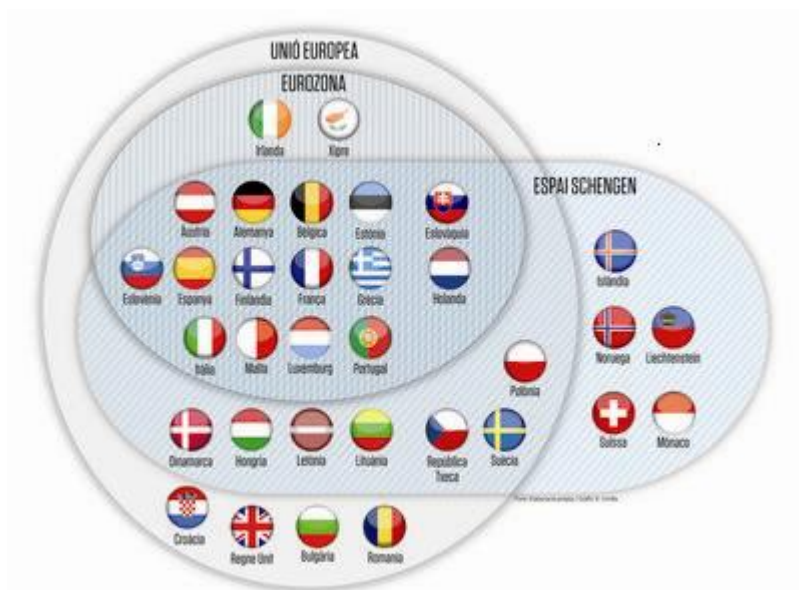 UNIÓ EUROPEA
EUROZONA
Irlanda
Xipre
ESPAI SCHENGEN
Àustria
Alemanya
Bèlgica
Estònia
Eslovàquia
Eslovènia
Espanya
Finlàndia
França
Grècia
Holanda
Islàndia
Itàlia
Malta
Luxemburg
Portugal
Noruega
Liechtenstein
Polònia
Dinamarca
Hongria
Letònia
Lituània
República
Txeca
Suècia
Suïssa
Mònaco
Croàcia
Regne Unit
Bulgària
Romania